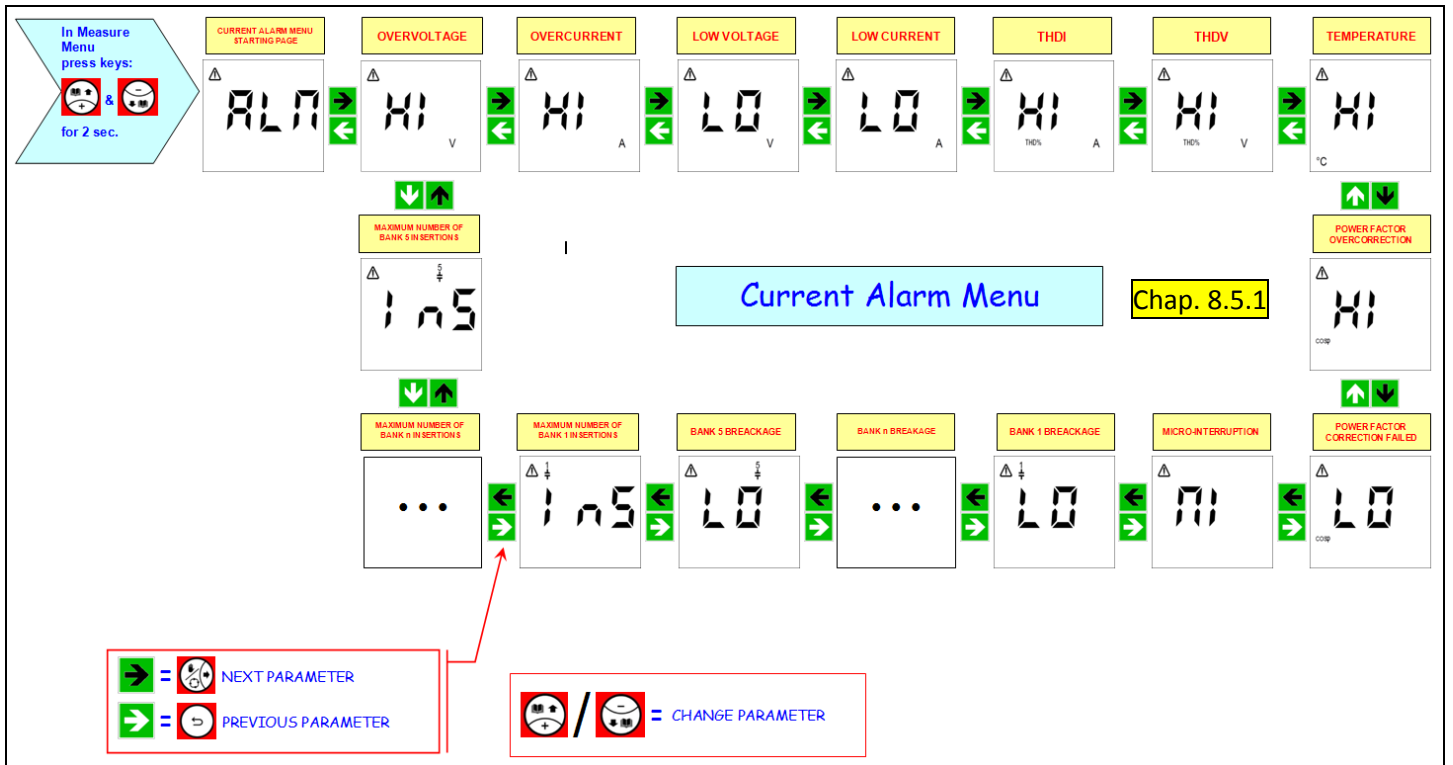 In Measure
Menu
press keys:
&
for 2 sec.
CURRENT ALARM MENU
STARTING PAGE
OVERVOLTAGE
OVERCURRENT
LOW VOLTAGE
LOW CURRENT
THDI
THDV
TEMPERATURE
ALM
HI
V
HI
A
LO
V
LO
A
HI
THD% A
HI
THD% V
HI
°C
MAXIMUM NUMBER OF
BANK 5 INSERTIONS
5
InS
Current Alarm Menu
Chap. 8.5.1
POWER FACTOR
OVERCORRECTION
HI
cosφ
MAXIMUM NUMBER OF
BANK n INSERTIONS
...
MAXIMUM NUMBER OF
BANK 1 INSERTIONS
1
InS
BANK 5 BREACKAGE
5
LO
BANK n BREAKAGE
...
BANK 1 BREACKAGE
1
LO
MICRO-INTERRUPTION
MI
POWER FACTOR
CORRECTION FAILED
LO
cosφ
= NEXT PARAMETER
= PREVIOUS PARAMETER
+ / − = CHANGE PARAMETER